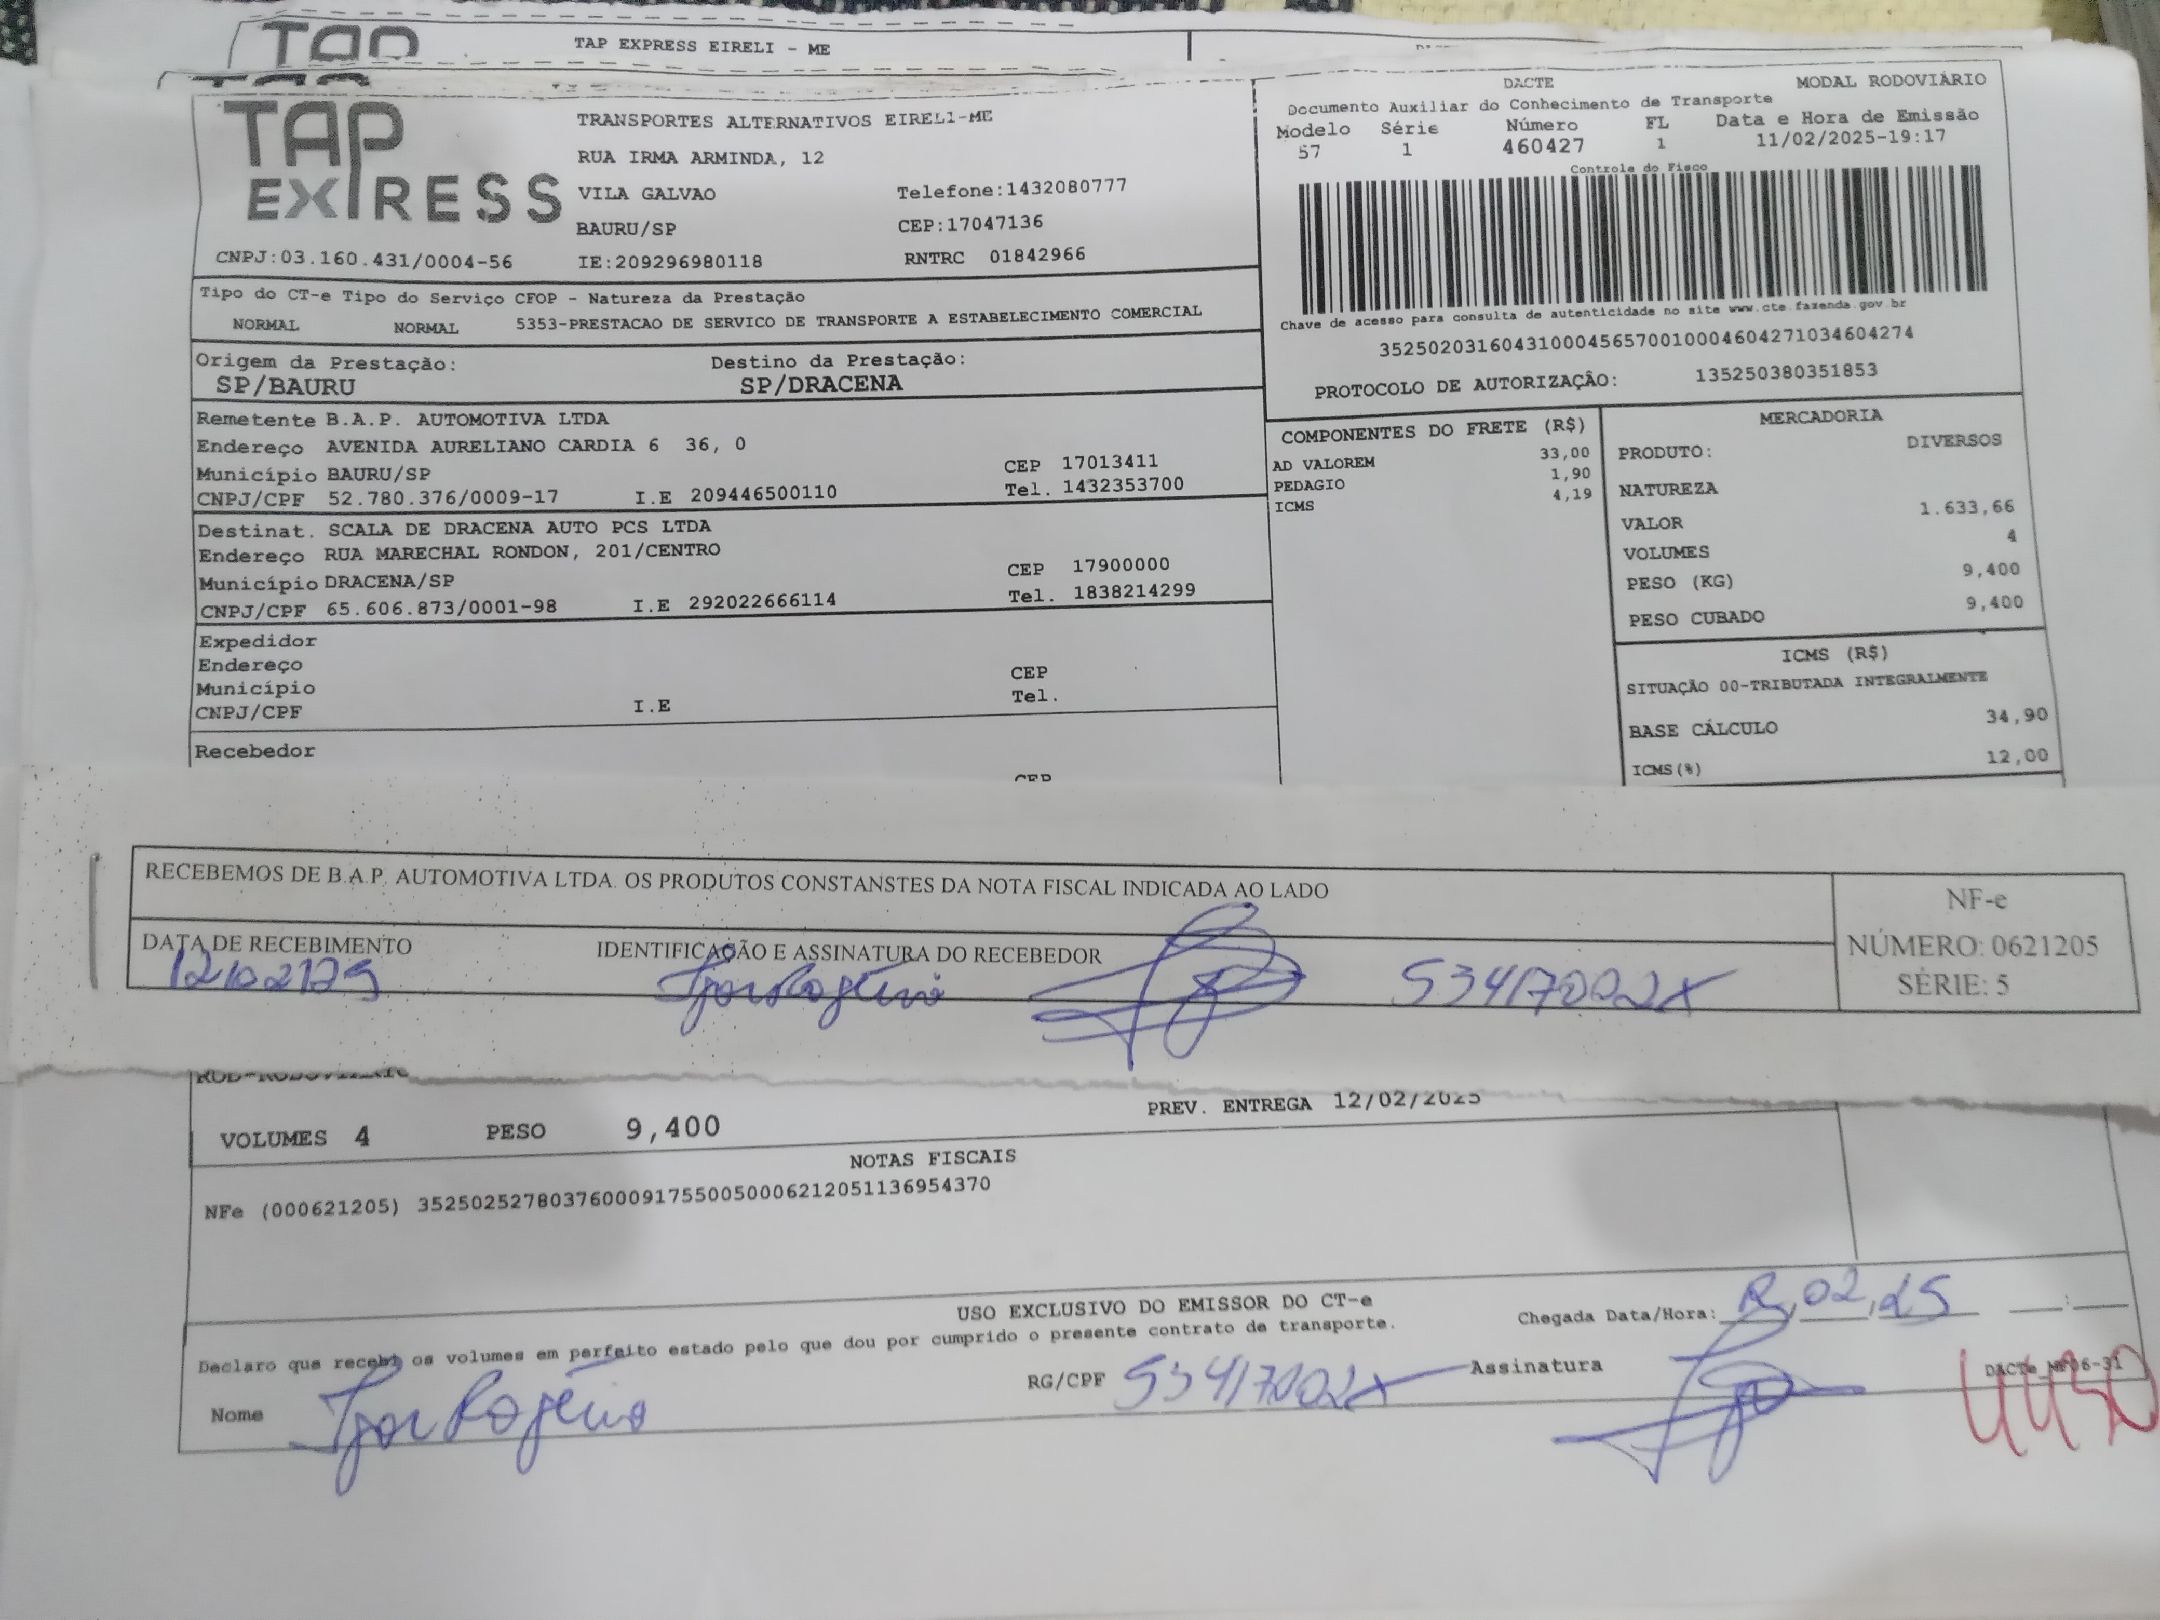 TAP
TAP EXPRESS EIRELI - ME
TAP EXPRESS
TRANSPORTES ALTERNATIVOS EIRELI-ME
RUA IRMA ARMINDA, 12
VILA GALVAO Telefone:1432080777
BAURU/SP CEP:17047136
CNPJ:03.160.431/0004-56 IE:209296980118 RNTRC 01842966
DACTE MODAL RODOVIÁRIO
Documento Auxiliar do Conhecimento de Transporte
Modelo Série Número FL Data e Hora de Emissão
57 1 460427 1 11/02/2025-19:17
Controle do Fisco
Chave de acesso para consulta de autenticidade no site www.cte.fazenda.gov.br
35250203160431000456570010004604271034604274
PROTOCOLO DE AUTORIZAÇÃO: 135250380351853
Tipo do CT-e Tipo do Serviço CFOP - Natureza da Prestação
NORMAL NORMAL 5353-PRESTACAO DE SERVICO DE TRANSPORTE A ESTABELECIMENTO COMERCIAL
Origem da Prestação: Destino da Prestação:
SP/BAURU SP/DRACENA
Remetente B.A.P. AUTOMOTIVA LTDA
Endereço AVENIDA AURELIANO CARDIA 6 36, 0
Município BAURU/SP CEP 17013411
CNPJ/CPF 52.780.376/0009-17 I.E 209446500110 Tel. 1432353700
Destinat. SCALA DE DRACENA AUTO PCS LTDA
Endereço RUA MARECHAL RONDON, 201/CENTRO
Município DRACENA/SP CEP 17900000
CNPJ/CPF 65.606.873/0001-98 I.E 292022666114 Tel. 1838214299
Expedidor
Endereço
Município CEP
CNPJ/CPF I.E Tel.
Recebedor
CEP
COMPONENTES DO FRETE (R$)
AD VALOREM 33,00
PEDAGIO 1,90
ICMS 4,19
MERCADORIA
PRODUTO: DIVERSOS
NATUREZA
VALOR 1.633,66
VOLUMES 4
PESO (KG) 9,400
PESO CUBADO 9,400
ICMS (R$)
SITUAÇÃO 00-TRIBUTADA INTEGRALMENTE
BASE CÁLCULO 34,90
ICMS(%) 12,00
RECEBEMOS DE B.A.P. AUTOMOTIVA LTDA. OS PRODUTOS CONSTANSTES DA NOTA FISCAL INDICADA AO LADO
DATA DE RECEBIMENTO IDENTIFICAÇÃO E ASSINATURA DO RECEBEDOR
12/02/25 Igor Rogério 53417002X
NF-e
NÚMERO: 0621205
SÉRIE: 5
VOLUMES 4 PESO 9,400 PREV. ENTREGA 12/02/2025
NOTAS FISCAIS
NFe (000621205) 35250252780376000917550050006212051136954370
USO EXCLUSIVO DO EMISSOR DO CT-e
Declaro que recebi os volumes em perfeito estado pelo que dou por cumprido o presente contrato de transporte.
Chegada Data/Hora: 12,02,25
Nome Igor Rogério RG/CPF 53417002X Assinatura